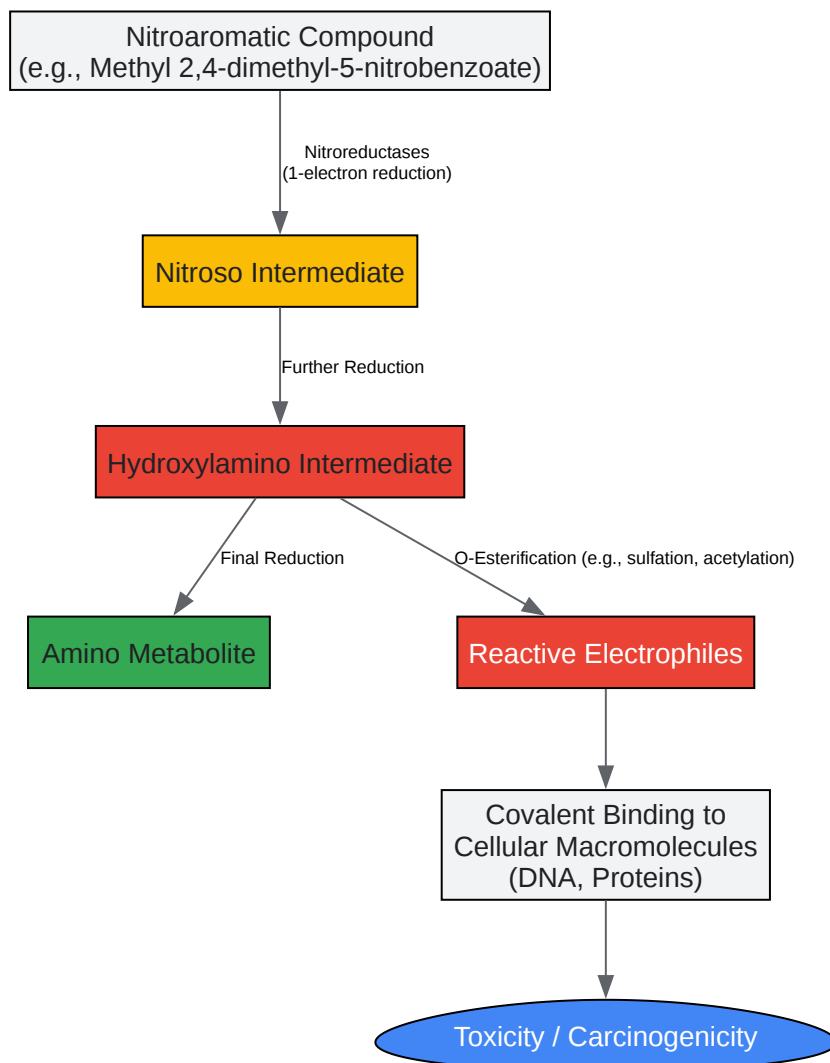 Nitroaromatic Compound
(e.g., Methyl 2,4-dimethyl-5-nitrobenzoate)
Nitroreductases
(1-electron reduction)
Nitroso Intermediate
Further Reduction
Hydroxylamino Intermediate
Final Reduction
O-Esterification (e.g., sulfation, acetylation)
Amino Metabolite
Reactive Electrophiles
Covalent Binding to
Cellular Macromolecules
(DNA, Proteins)
Toxicity / Carcinogenicity